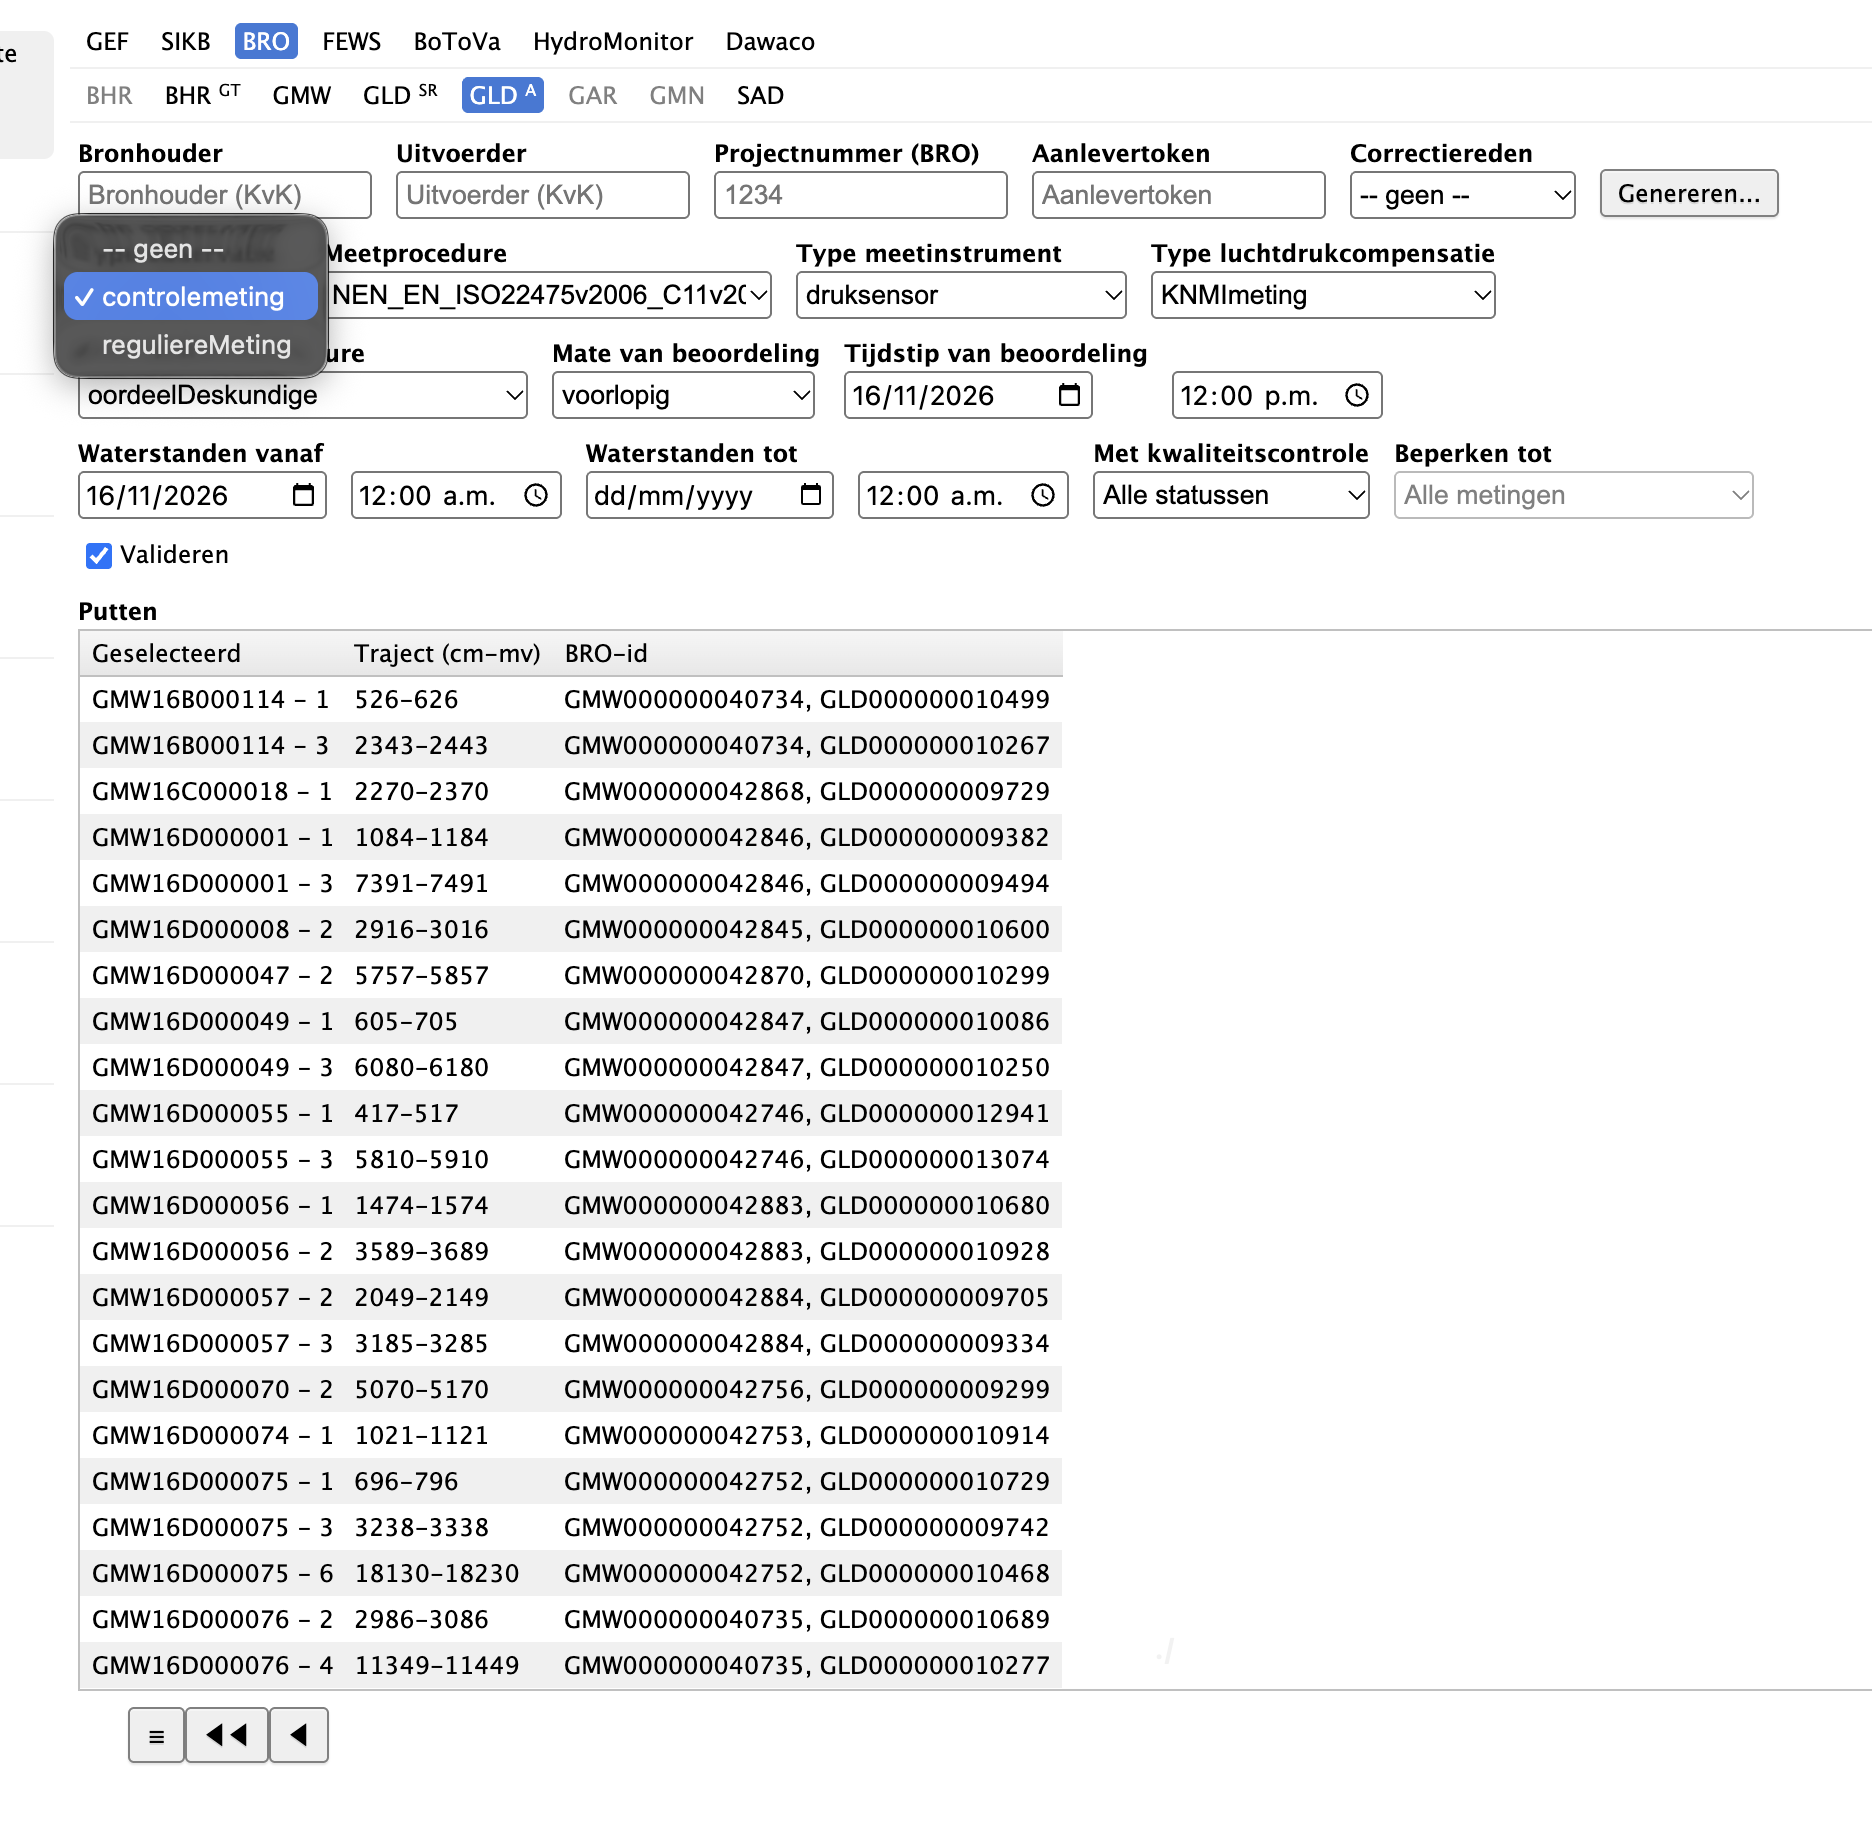 te
GEF SIKB BRO FEWS BoToVa HydroMonitor Dawaco
BHR BHR GT GMW GLD SR GLD A GAR GMN SAD
Bronhouder Uitvoerder Projectnummer (BRO) Aanlevertoken Correctiereden
Bronhouder (KvK) Uitvoerder (KvK) 1234 Aanlevertoken -- geen -- Genereren...
-- geen -- Meetprocedure Type meetinstrument Type luchtdrukcompensatie
✓ controlemeting NEN_EN_ISO22475v2006_C11v20 druksensor KNMImeting
reguliereMeting ure Mate van beoordeling Tijdstip van beoordeling
oordeelDeskundige voorlopig 16/11/2026 12:00 p.m.
Waterstanden vanaf Waterstanden tot Met kwaliteitscontrole Beperken tot
16/11/2026 12:00 a.m. dd/mm/yyyy 12:00 a.m. Alle statussen Alle metingen
Valideren
Putten
Geselecteerd Traject (cm-mv) BRO-id
GMW16B000114 - 1 526-626 GMW000000040734, GLD000000010499
GMW16B000114 - 3 2343-2443 GMW000000040734, GLD000000010267
GMW16C000018 - 1 2270-2370 GMW000000042868, GLD000000009729
GMW16D000001 - 1 1084-1184 GMW000000042846, GLD000000009382
GMW16D000001 - 3 7391-7491 GMW000000042846, GLD000000009494
GMW16D000008 - 2 2916-3016 GMW000000042845, GLD000000010600
GMW16D000047 - 2 5757-5857 GMW000000042870, GLD000000010299
GMW16D000049 - 1 605-705 GMW000000042847, GLD000000010086
GMW16D000049 - 3 6080-6180 GMW000000042847, GLD000000010250
GMW16D000055 - 1 417-517 GMW000000042746, GLD000000012941
GMW16D000055 - 3 5810-5910 GMW000000042746, GLD000000013074
GMW16D000056 - 1 1474-1574 GMW000000042883, GLD000000010680
GMW16D000056 - 2 3589-3689 GMW000000042883, GLD000000010928
GMW16D000057 - 2 2049-2149 GMW000000042884, GLD000000009705
GMW16D000057 - 3 3185-3285 GMW000000042884, GLD000000009334
GMW16D000070 - 2 5070-5170 GMW000000042756, GLD000000009299
GMW16D000074 - 1 1021-1121 GMW000000042753, GLD000000010914
GMW16D000075 - 1 696-796 GMW000000042752, GLD000000010729
GMW16D000075 - 3 3238-3338 GMW000000042752, GLD000000009742
GMW16D000075 - 6 18130-18230 GMW000000042752, GLD000000010468
GMW16D000076 - 2 2986-3086 GMW000000040735, GLD000000010689
GMW16D000076 - 4 11349-11449 GMW000000040735, GLD000000010277